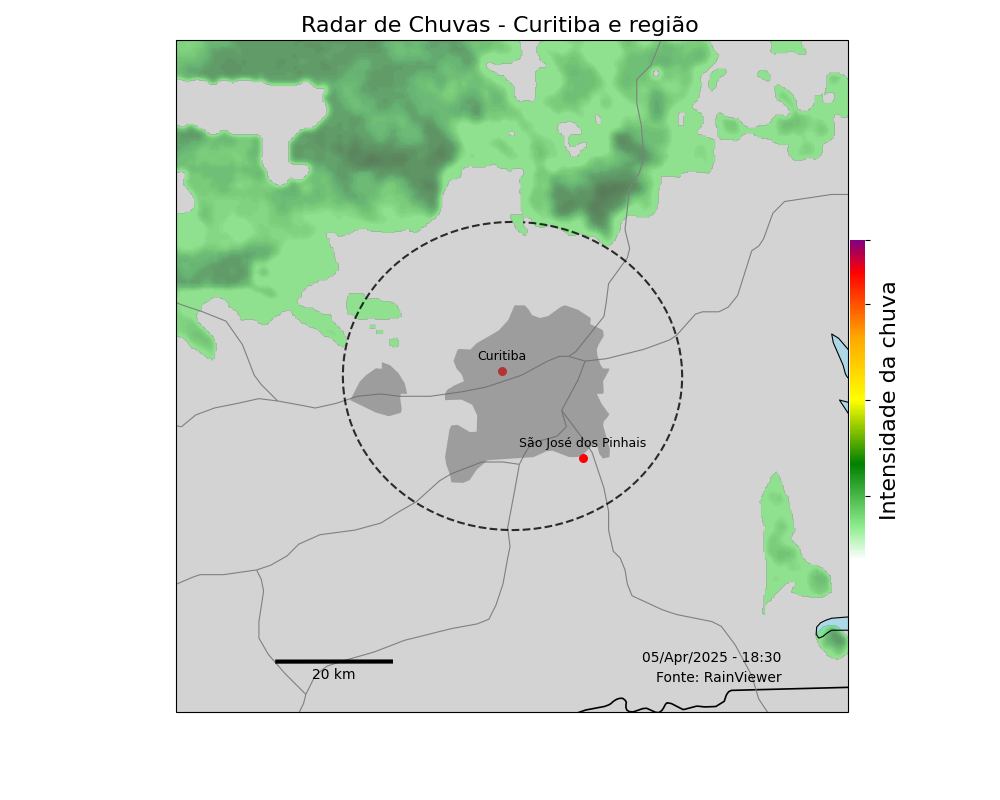 Radar de Chuvas - Curitiba e região
Curitiba
São José dos Pinhais
Intensidade da chuva
20 km
05/Apr/2025 - 18:30
Fonte: RainViewer